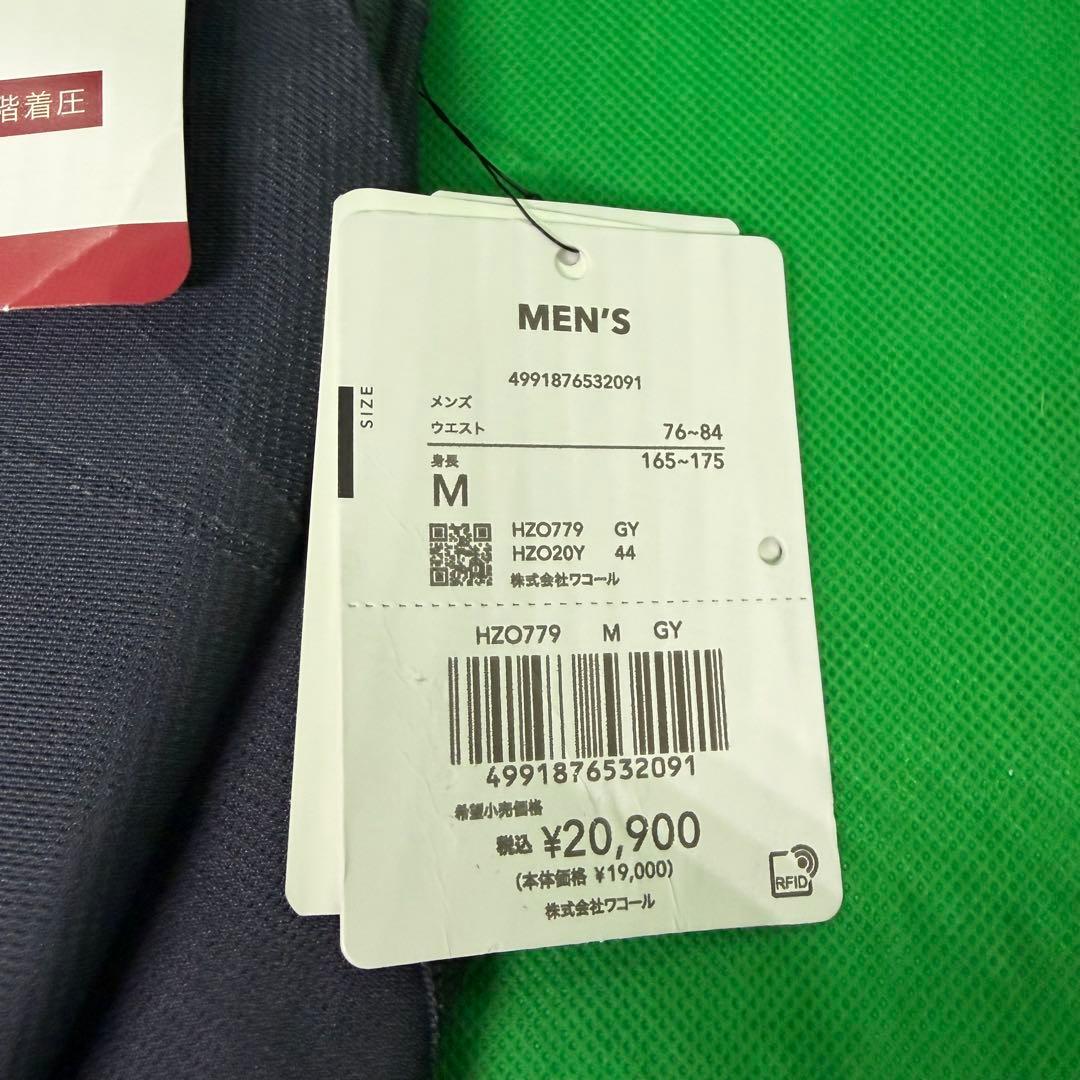 階着圧
MEN'S
4991876532091
SIZE
メンズ
ウエスト 76~84
身長 165~175
M
HZO779 GY
HZO20Y 44
株式会社ワコール
HZO779 M GY
4991876532091
希望小売価格
税込 ¥20,900
(本体価格 ¥19,000)
株式会社ワコール
RFID